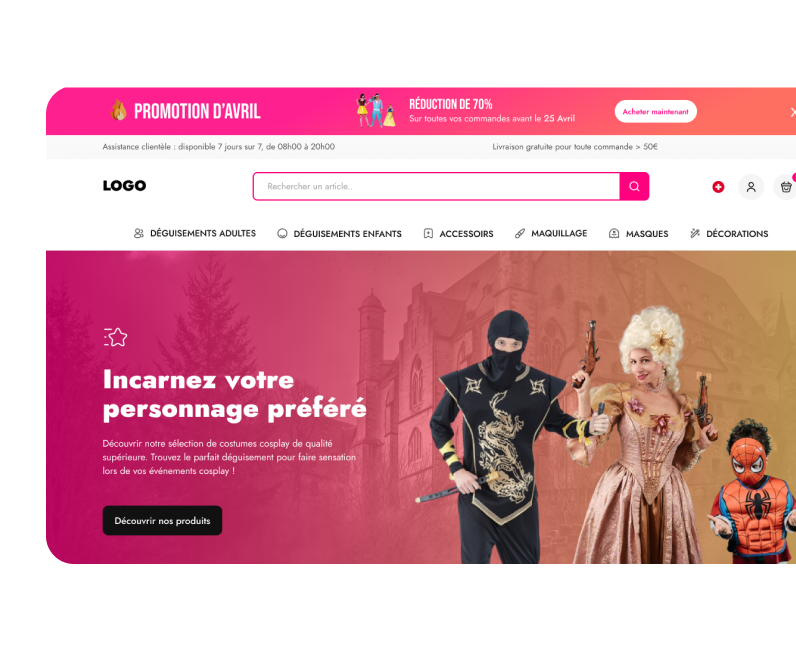 PROMOTION D'AVRIL
RÉDUCTION DE 70%
Sur toutes vos commandes avant le 25 Avril
Acheter maintenant
Assistance clientèle : disponible 7 jours sur 7, de 08h00 à 20h00
Livraison gratuite pour toute commande > 50€
LOGO
Rechercher un article..
DÉGUISEMENTS ADULTES
DÉGUISEMENTS ENFANTS
ACCESSOIRS
MAQUILLAGE
MASQUES
DÉCORATIONS
Incarnez votre
personnage préféré
Découvrir notre sélection de costumes cosplay de qualité
supérieure. Trouvez le parfait déguisement pour faire sensation
lors de vos événements cosplay !
Découvrir nos produits